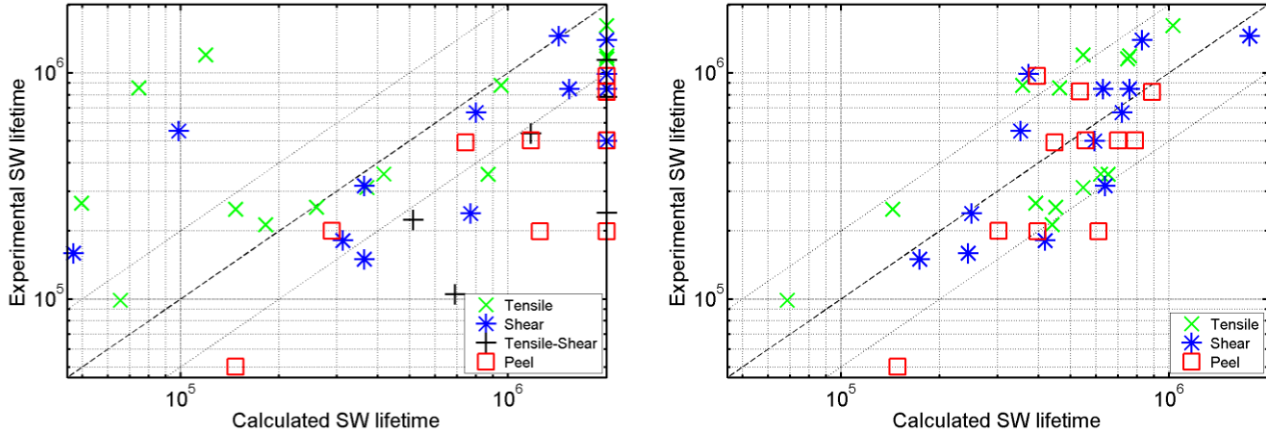 Experimental SW lifetime
10^6
10^5
Tensile
Shear
Tensile-Shear
Peel
10^5
10^6
Calculated SW lifetime
Experimental SW lifetime
10^6
10^5
Tensile
Shear
Peel
10^5
10^6
Calculated SW lifetime